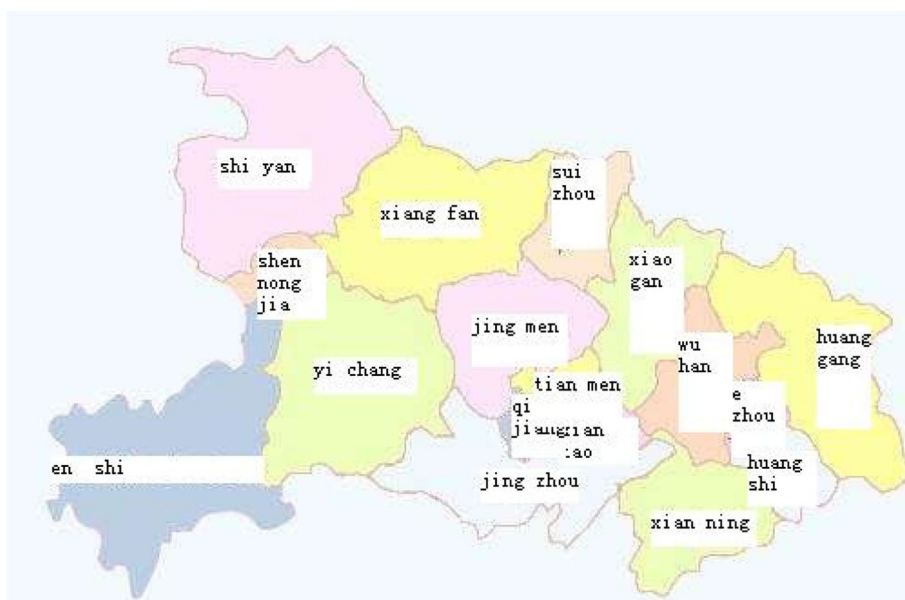 shi yan
xiang fan
sui
zhou
shen
nong
jia
xiao
gan
jing men
wu
han
huang
gang
yi chang
tian men
qi
jiang
e
zhou
en shi
jing zhou
huang
shi
xian ning